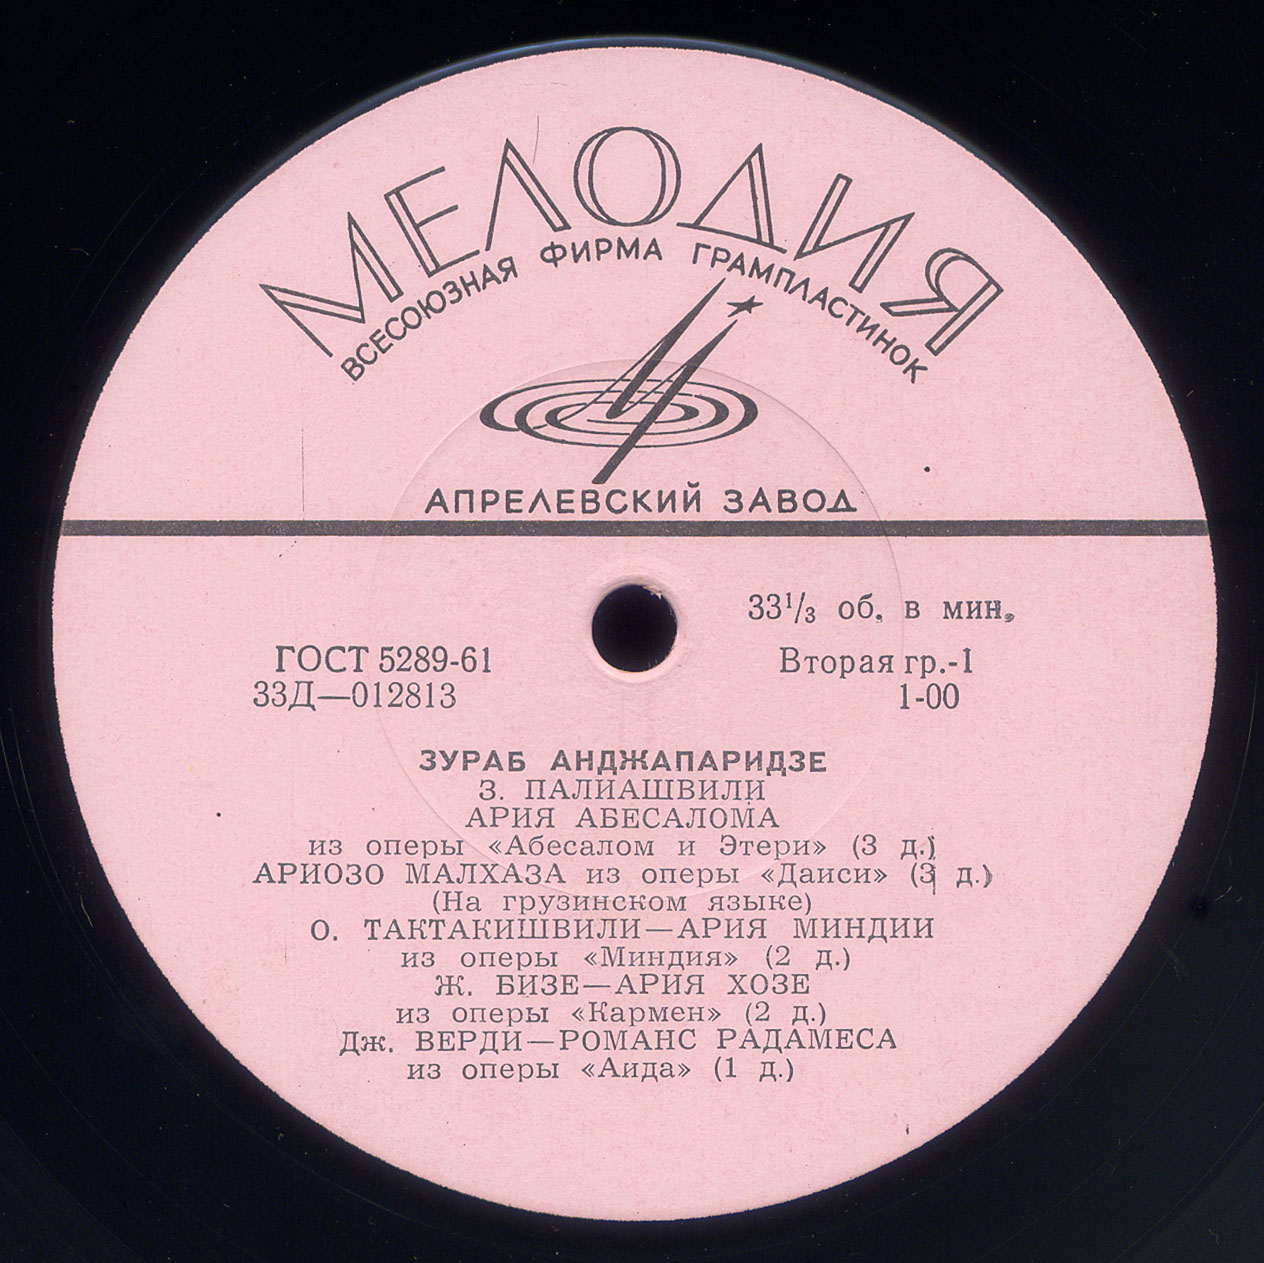 МЕЛОДИЯ
ВСЕСОЮЗНАЯ ФИРМА ГРАМПЛАСТИНОК
АПРЕЛЕВСКИЙ ЗАВОД
33⅓ об. в мин.
ГОСТ 5289-61 Вторая гр.-1
33Д—012813 1-00
ЗУРАБ АНДЖАПАРИДЗЕ
З. ПАЛИАШВИЛИ
АРИЯ АБЕСАЛОМА
из оперы «Абесалом и Этери» (3 д.)
АРИОЗО МАЛХАЗА из оперы «Даиси» (3 д.)
(На грузинском языке)
О. ТАКТАКИШВИЛИ—АРИЯ МИНДИИ
из оперы «Миндия» (2 д.)
Ж. БИЗЕ—АРИЯ ХОЗЕ
из оперы «Кармен» (2 д.)
Дж. ВЕРДИ—РОМАНС РАДАМЕСА
из оперы «Аида» (1 д.)